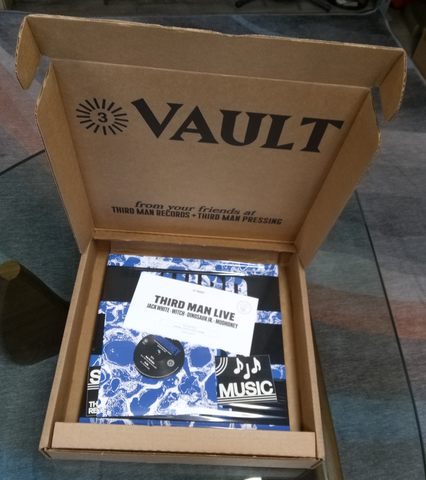 3 VAULT
from your friends at
THIRD MAN RECORDS + THIRD MAN PRESSING
THIRD MAN LIVE
JACK WHITE · WITCH · DINOSAUR JR. · MUDHONEY
MUSIC